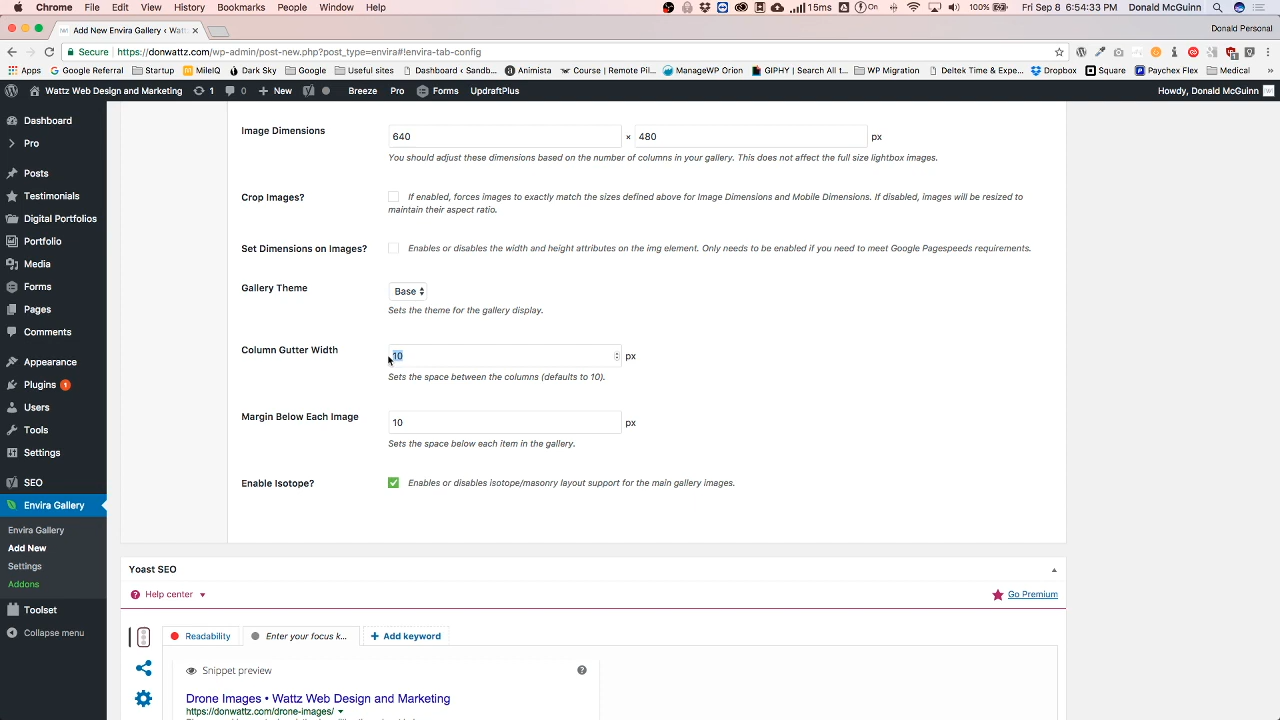 Chrome File Edit View History Bookmarks People Window Help 15ms On 100% Fri Sep 8 6:54:33 PM Donald McGuinn
Add New Envira Gallery ‹ Wattz Donald Personal
Secure https://donwattz.com/wp-admin/post-new.php?post_type=envira#!envira-tab-config
Apps Google Referral Startup MileIQ Dark Sky Google Useful sites Dashboard ‹ Sandb... Animista Course | Remote Pil... ManageWP Orion GIPHY | Search All... WP Migration Deltek Time & Expe... Dropbox Square Paychex Flex Medical »
Wattz Web Design and Marketing 1 0 New Breeze Pro Forms UpdraftPlus Howdy, Donald McGuinn
Dashboard
Pro
Posts
Testimonials
Digital Portfolios
Portfolio
Media
Forms
Pages
Comments
Appearance
Plugins 1
Users
Tools
Settings
SEO
Envira Gallery
Envira Gallery
Add New
Settings
Addons
Toolset
Collapse menu
Image Dimensions 640 × 480 px
You should adjust these dimensions based on the number of columns in your gallery. This does not affect the full size lightbox images.
Crop Images? If enabled, forces images to exactly match the sizes defined above for Image Dimensions and Mobile Dimensions. If disabled, images will be resized to
maintain their aspect ratio.
Set Dimensions on Images? Enables or disables the width and height attributes on the img element. Only needs to be enabled if you need to meet Google Pagespeeds requirements.
Gallery Theme Base
Sets the theme for the gallery display.
Column Gutter Width 10 px
Sets the space between the columns (defaults to 10).
Margin Below Each Image 10 px
Sets the space below each item in the gallery.
Enable Isotope? Enables or disables isotope/masonry layout support for the main gallery images.
Yoast SEO
Help center Go Premium
Readability Enter your focus k... Add keyword
Snippet preview
Drone Images • Wattz Web Design and Marketing
https://donwattz.com/drone-images/